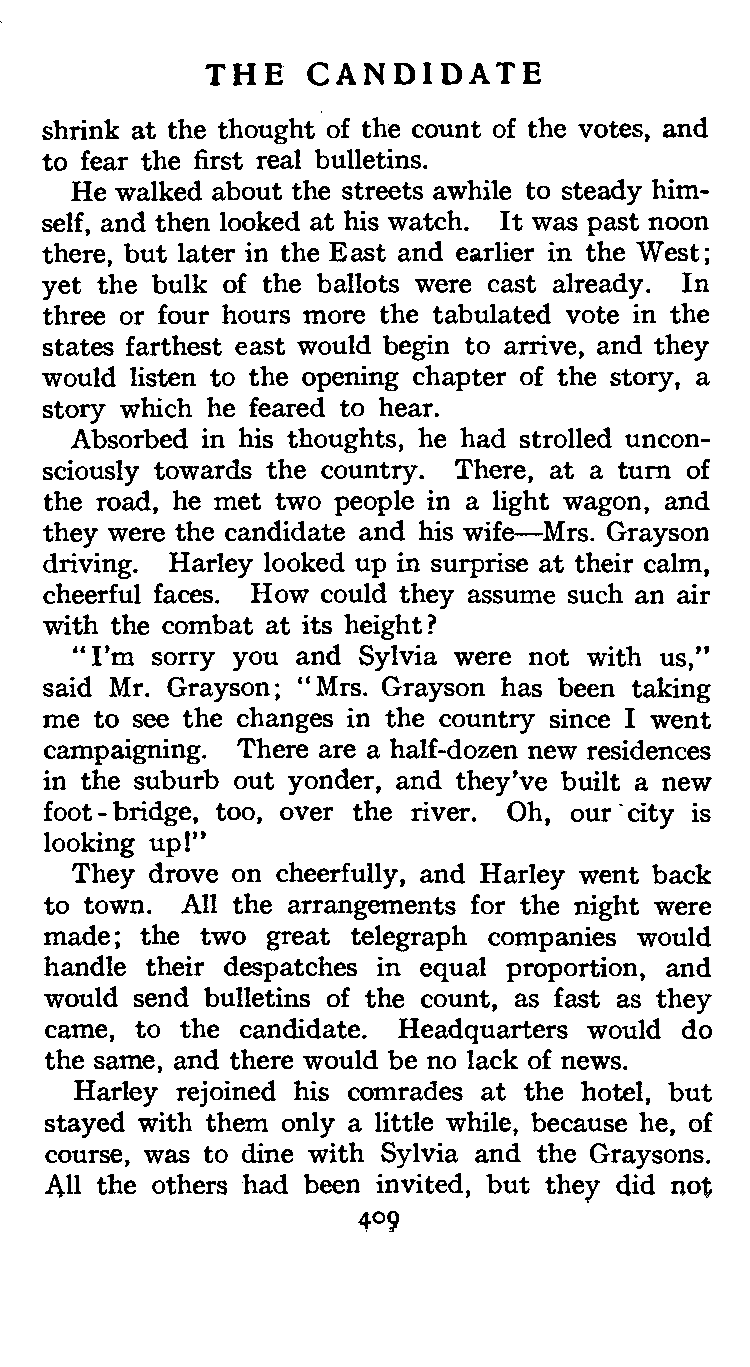 THE CANDIDATE
shrink at the thought of the count of the votes, and
to fear the first real bulletins.
He walked about the streets awhile to steady him-
self, and then looked at his watch. It was past noon
there, but later in the East and earlier in the West;
yet the bulk of the ballots were cast already. In
three or four hours more the tabulated vote in the
states farthest east would begin to arrive, and they
would listen to the opening chapter of the story, a
story which he feared to hear.
Absorbed in his thoughts, he had strolled uncon-
sciously towards the country. There, at a turn of
the road, he met two people in a light wagon, and
they were the candidate and his wife—Mrs. Grayson
driving. Harley looked up in surprise at their calm,
cheerful faces. How could they assume such an air
with the combat at its height?
"I'm sorry you and Sylvia were not with us,"
said Mr. Grayson; "Mrs. Grayson has been taking
me to see the changes in the country since I went
campaigning. There are a half-dozen new residences
in the suburb out yonder, and they've built a new
foot-bridge, too, over the river. Oh, our city is
looking up!"
They drove on cheerfully, and Harley went back
to town. All the arrangements for the night were
made; the two great telegraph companies would
handle their despatches in equal proportion, and
would send bulletins of the count, as fast as they
came, to the candidate. Headquarters would do
the same, and there would be no lack of news.
Harley rejoined his comrades at the hotel, but
stayed with them only a little while, because he, of
course, was to dine with Sylvia and the Graysons.
All the others had been invited, but they did not
409